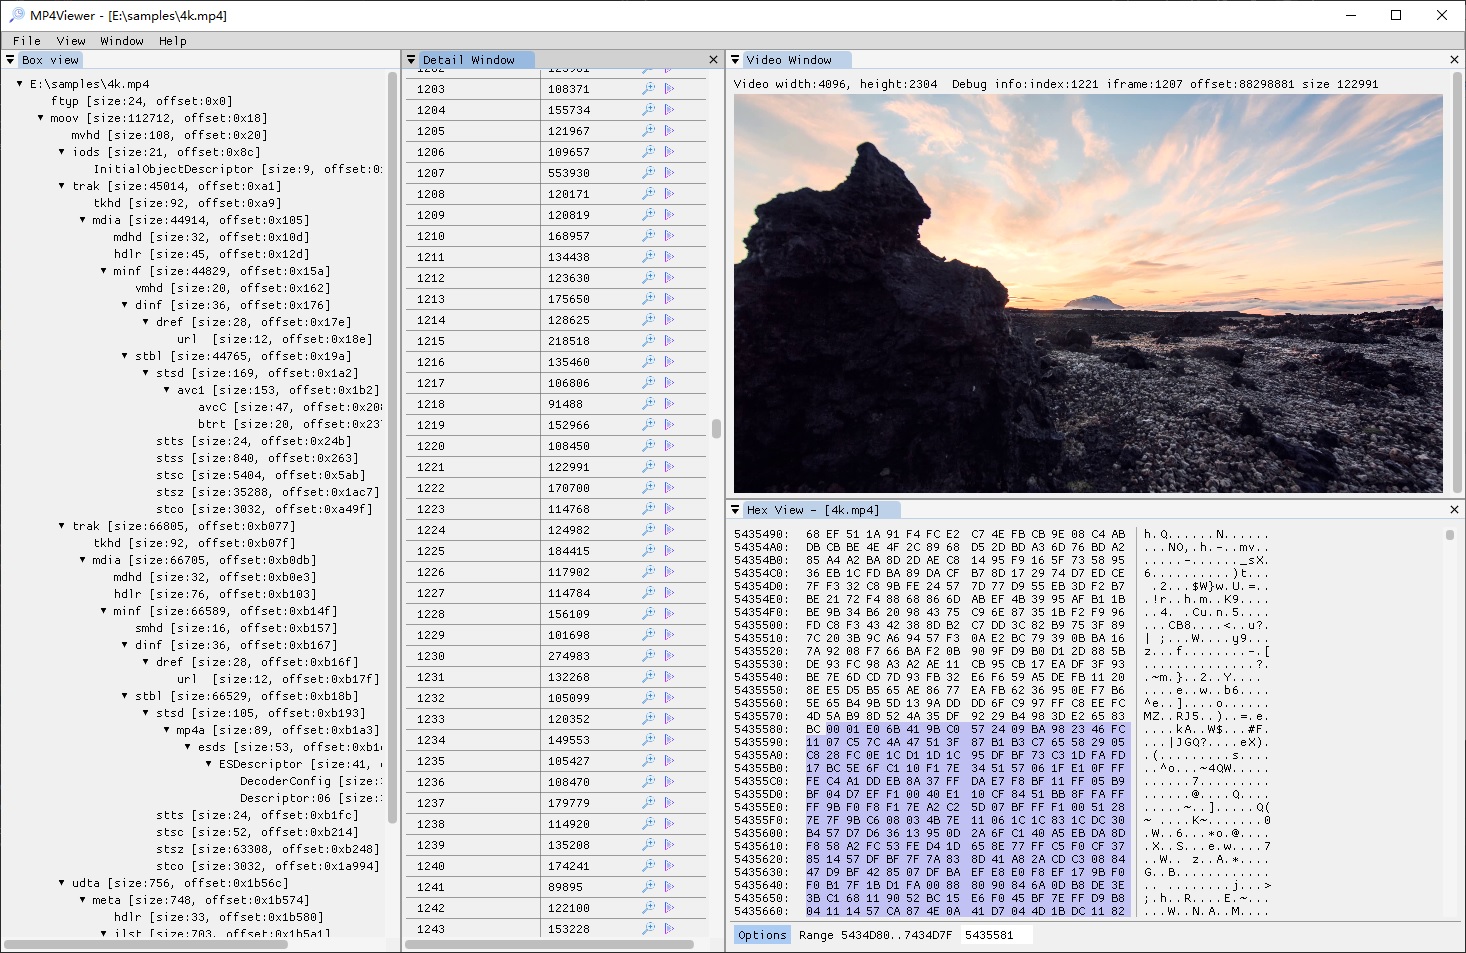 MP4Viewer - [E:\samples\4k.mp4]
File View Window Help
Box view
E:\samples\4k.mp4
ftyp [size:24, offset:0x0]
moov [size:112712, offset:0x18]
mvhd [size:108, offset:0x20]
iods [size:21, offset:0x8c]
InitialObjectDescriptor [size:9, offset:0
trak [size:45014, offset:0xa1]
tkhd [size:92, offset:0xa9]
mdia [size:44914, offset:0x105]
mdhd [size:32, offset:0x10d]
hdlr [size:45, offset:0x12d]
minf [size:44829, offset:0x15a]
vmhd [size:20, offset:0x162]
dinf [size:36, offset:0x176]
dref [size:28, offset:0x17e]
url [size:12, offset:0x18e]
stbl [size:44765, offset:0x19a]
stsd [size:169, offset:0x1a2]
avc1 [size:153, offset:0x1b2]
avcC [size:47, offset:0x20
btrt [size:20, offset:0x23
stts [size:24, offset:0x24b]
stss [size:840, offset:0x263]
stsc [size:5404, offset:0x5ab]
stsz [size:35288, offset:0x1ac7]
stco [size:3032, offset:0xa49f]
trak [size:66805, offset:0xb077]
tkhd [size:92, offset:0xb07f]
mdia [size:66705, offset:0xb0db]
mdhd [size:32, offset:0xb0e3]
hdlr [size:76, offset:0xb103]
minf [size:66589, offset:0xb14f]
smhd [size:16, offset:0xb157]
dinf [size:36, offset:0xb167]
dref [size:28, offset:0xb16f]
url [size:12, offset:0xb17f]
stbl [size:66529, offset:0xb18b]
stsd [size:105, offset:0xb193]
mp4a [size:89, offset:0xb1a3]
esds [size:53, offset:0xb1
ESDescriptor [size:41,
DecoderConfig [size:
Descriptor:06 [size:
stts [size:24, offset:0xb1fc]
stsc [size:52, offset:0xb214]
stsz [size:63308, offset:0xb248]
stco [size:3032, offset:0x1a994]
udta [size:756, offset:0x1b56c]
meta [size:748, offset:0x1b574]
hdlr [size:33, offset:0x1b580]
ilst [size:703, offset:0x1b5a1]
Detail Window
1203 108371
1204 155734
1205 121967
1206 109657
1207 553930
1208 120171
1209 120819
1210 168957
1211 134438
1212 123630
1213 175650
1214 128625
1215 218518
1216 135460
1217 106806
1218 91488
1219 152966
1220 108450
1221 122991
1222 170700
1223 114768
1224 124982
1225 184415
1226 117902
1227 114784
1228 156109
1229 101698
1230 274983
1231 132268
1232 105099
1233 120352
1234 149553
1235 105427
1236 108470
1237 179779
1238 114920
1239 135208
1240 174241
1241 89895
1242 122100
1243 153228
Video Window
Video width:4096, height:2304 Debug info:index:1221 iframe:1207 offset:88298881 size 122991
Hex View - [4k.mp4]
5435490: 68 EF 51 1A 91 F4 FC E2 C7 4E FB CB 9E 08 C4 AB h.Q......N......
54354A0: DB CB BE 4E 4F 2C 89 68 D5 2D BD A3 6D 76 BD A2 ...NO,.h.-..mv..
54354B0: 85 A4 A2 BA 8D 2D AE C8 14 95 F9 16 5F 73 58 95 .....-......_sX.
54354C0: 36 EB 1C FD BA 89 DA CF B7 8D 17 29 74 D7 ED CE 6..........)t...
54354D0: 7F F3 32 C8 9B FE 24 57 7D 77 D9 55 EB 3D F2 B7 ..2...$W}w.U.=..
54354E0: BE 21 72 F4 88 68 86 6D AB EF 4B 39 95 AF B1 1B .!r..h.m..K9....
54354F0: BE 9B 34 B6 20 98 43 75 C9 6E 87 35 1B F2 F9 96 ..4. .Cu.n.5....
5435500: FD C8 F3 43 42 38 DB B2 C7 DD 3C 82 B9 75 3F 89 ...CB8....<..u?.
5435510: 7C 20 3B 9C A6 94 57 F3 0A E2 BC 79 39 0B BA 16 | ;...W....y9...
5435520: 7A 92 08 F7 66 BA F2 0B 90 9F D9 B0 D1 2D 88 5B z...f........-.[
5435530: DE 93 FC 98 A3 A2 AE 11 CB 95 CB 17 EA DF 3F 93 ..............?.
5435540: BE 7E 6D CD 7D 93 FB 32 E6 F6 59 A5 DE FB 11 20 .~m.}..2..Y....
5435550: 8E E5 D5 B5 65 AE 86 77 EA FB 62 36 95 0E F7 B6 ....e..w..b6....
5435560: 5E 65 B4 9B 5D 13 9A DD DD 6F C9 97 FF C8 EE FC ^e..]....o......
5435570: 4D 5A B9 8D 52 4A 35 DF 92 29 B4 98 3D E2 65 83 MZ..RJ5..)..=.e.
5435580: BC 00 01 E0 6B 41 9B C0 57 24 09 BA 98 23 46 FC ....kA..W$...#F.
5435590: 11 07 C5 7C 4A 47 51 3F 87 B1 B3 C7 65 58 29 05 ...|JGQ?....eX).
54355A0: C8 28 FC 0E 1C D1 1D 1C 95 DF BF 73 C3 1D FA FD .(.........s....
54355B0: 17 BC 5E 6F C1 10 F1 7E 34 51 57 06 1F E1 0F FF ..^o...~4QW.....
54355C0: FE C4 A1 DD EB 8A 37 FF DA E7 F8 BF 11 FF 05 B9 ......7.........
54355D0: BF 04 D7 EF F1 00 40 E1 10 CF 84 51 BB 8F FA FF ......@....Q....
54355E0: FF 9B F0 F8 F1 7E A2 C2 5D 07 BF FF F1 00 51 28 .....~..].....Q(
54355F0: 7E 7F 9B C6 08 03 4B 7E 11 06 1C 1C 83 1C DC 30 ~ ....K~.......0
5435600: B4 57 D7 D6 36 13 95 0D 2A 6F C1 40 A5 EB DA 8D .W..6...*o.@....
5435610: F8 58 A2 FC 53 FE D4 1D 65 8E 77 FF C5 F0 CF 37 .X..S...e.w....7
5435620: 85 14 57 DF BF 7F 7A 83 8D 41 A8 2A CD C3 08 84 ..W.. z..A.*....
5435630: 47 D9 BF 42 85 07 DF BA EF E8 E0 F8 EF 17 9B F0 G..B............
5435640: F0 B1 7F 1B D1 FA 00 88 80 90 84 6A 0D B8 DE 3E .. ........j...>
5435650: 3B C1 68 11 90 52 BC 15 E6 F0 45 BF 7E FF D9 B8 ;.h..R....E.~...
5435660: 04 11 14 57 CA 87 4E 0A 41 D7 04 4D 1B DC 11 82 ...W..N.A..M....
Options Range 5434D80..7434D7F 5435581